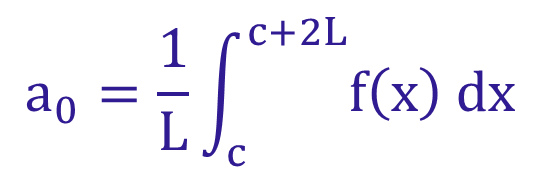 a₀ = 1/L ∫_c^{c+2L} f(x) dx